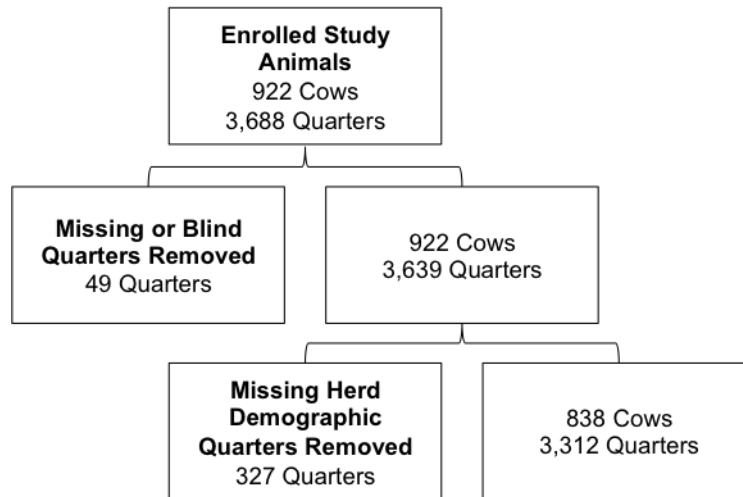 Enrolled Study
Animals
922 Cows
3,688 Quarters
Missing or Blind
Quarters Removed
49 Quarters
922 Cows
3,639 Quarters
Missing Herd
Demographic
Quarters Removed
327 Quarters
838 Cows
3,312 Quarters